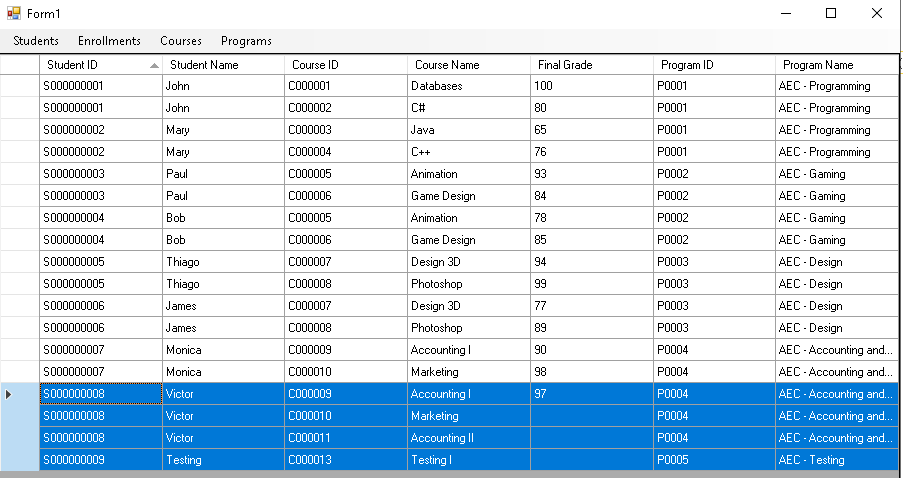 Form1
Students Enrollments Courses Programs
Student ID Student Name Course ID Course Name Final Grade Program ID Program Name
S000000001 John C000001 Databases 100 P0001 AEC - Programming
S000000001 John C000002 C# 80 P0001 AEC - Programming
S000000002 Mary C000003 Java 65 P0001 AEC - Programming
S000000002 Mary C000004 C++ 76 P0001 AEC - Programming
S000000003 Paul C000005 Animation 93 P0002 AEC - Gaming
S000000003 Paul C000006 Game Design 84 P0002 AEC - Gaming
S000000004 Bob C000005 Animation 78 P0002 AEC - Gaming
S000000004 Bob C000006 Game Design 85 P0002 AEC - Gaming
S000000005 Thiago C000007 Design 3D 94 P0003 AEC - Design
S000000005 Thiago C000008 Photoshop 99 P0003 AEC - Design
S000000006 James C000007 Design 3D 77 P0003 AEC - Design
S000000006 James C000008 Photoshop 89 P0003 AEC - Design
S000000007 Monica C000009 Accounting I 90 P0004 AEC - Accounting and...
S000000007 Monica C000010 Marketing 98 P0004 AEC - Accounting and...
S000000008 Victor C000009 Accounting I 97 P0004 AEC - Accounting and...
S000000008 Victor C000010 Marketing P0004 AEC - Accounting and...
S000000008 Victor C000011 Accounting II P0004 AEC - Accounting and...
S000000009 Testing C000013 Testing I P0005 AEC - Testing